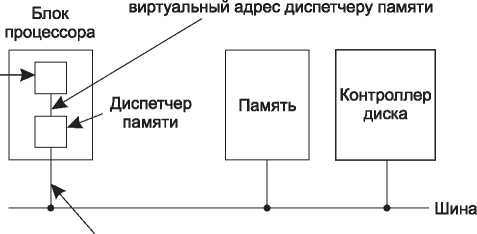 виртуальный адрес диспетчеру памяти
Блок
процессора
Диспетчер
памяти
Память
Контроллер
диска
Шина